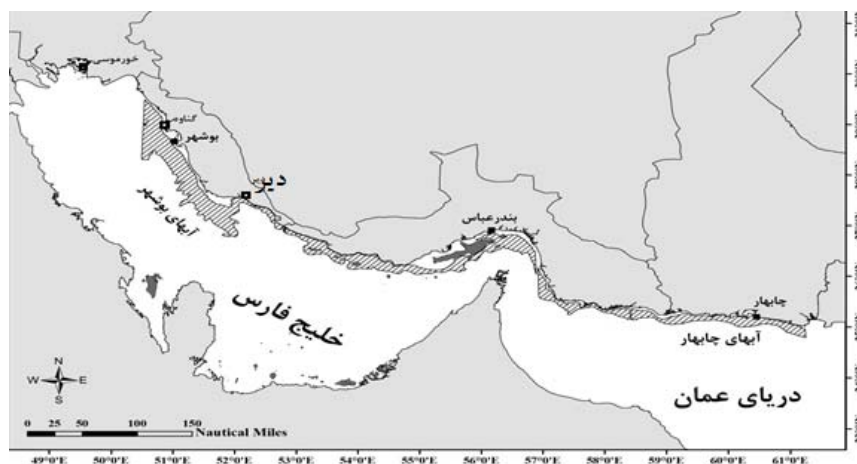 خورموسی
گناوه
بوشهر
دیر
آبهای بوشهر
بندرعباس
خلیج فارس
چابهار
آبهای چابهار
دریای عمان
N
W E
S
0 25 50 100 150
Nautical Miles
49°0'E 50°0'E 51°0'E 52°0'E 53°0'E 54°0'E 55°0'E 56°0'E 57°0'E 58°0'E 59°0'E 60°0'E 61°0'E